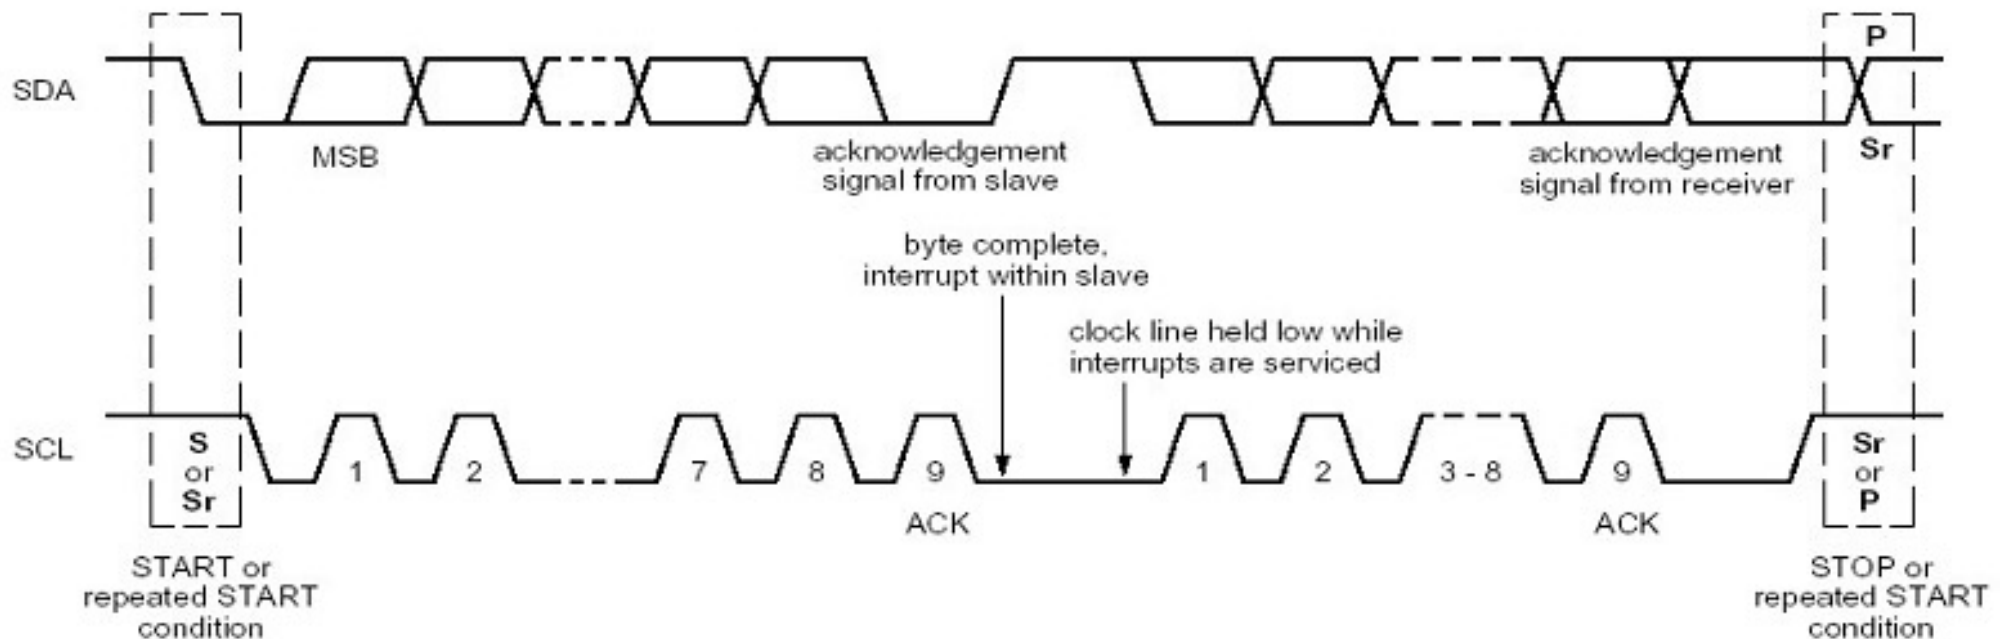 P
SDA
MSB
acknowledgement
signal from slave
acknowledgement
signal from receiver
Sr
byte complete,
interrupt within slave
clock line held low while
interrupts are serviced
SCL
S
or
Sr
1
2
7
8
9
1
2
3 - 8
9
Sr
or
P
ACK
ACK
START or
repeated START
condition
STOP or
repeated START
condition